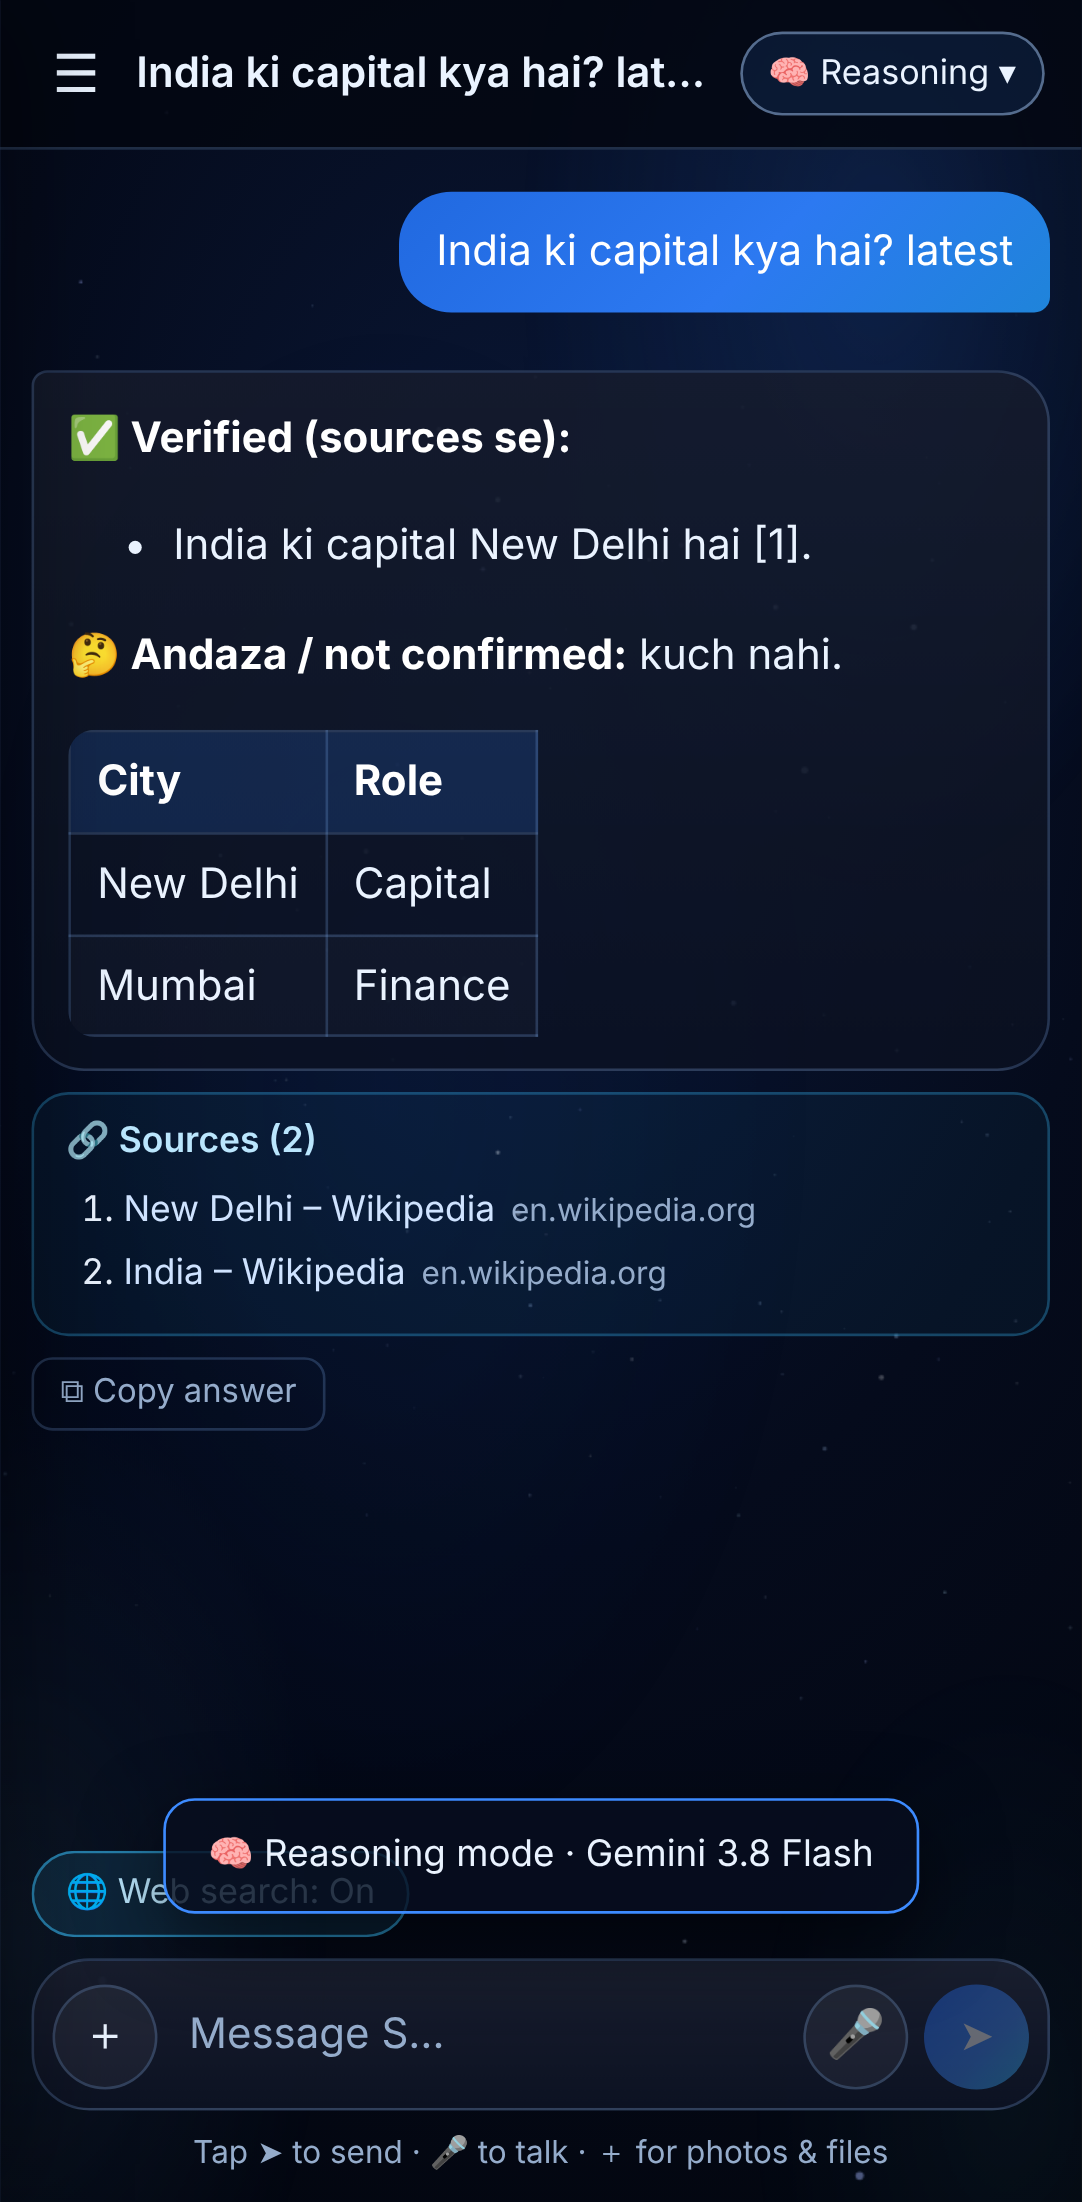 ☰ India ki capital kya hai? lat... 🧠 Reasoning ▾
India ki capital kya hai? latest
✅ Verified (sources se):
• India ki capital New Delhi hai [1].
🤔 Andaza / not confirmed: kuch nahi.
City Role
New Delhi Capital
Mumbai Finance
🔗 Sources (2)
1. New Delhi – Wikipedia en.wikipedia.org
2. India – Wikipedia en.wikipedia.org
⧉ Copy answer
🧠 Reasoning mode · Gemini 3.8 Flash
🌐 Web search: On
+ Message S... 🎤 ➤
Tap ➤ to send · 🎤 to talk · + for photos & files